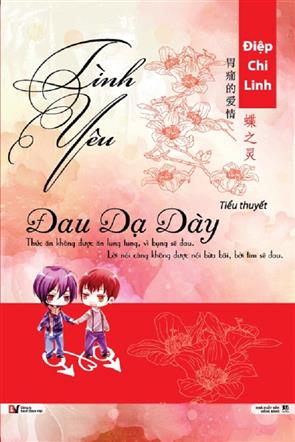 Điệp
Chi
Linh
Tình
Yêu
胃痛的爱情
蝶之灵
Tiểu thuyết
Đau Dạ Dày
Thức ăn không được ăn lung tung, vì bụng sẽ đau.
Lời nói càng không được nói bừa bãi, bởi tim sẽ đau.